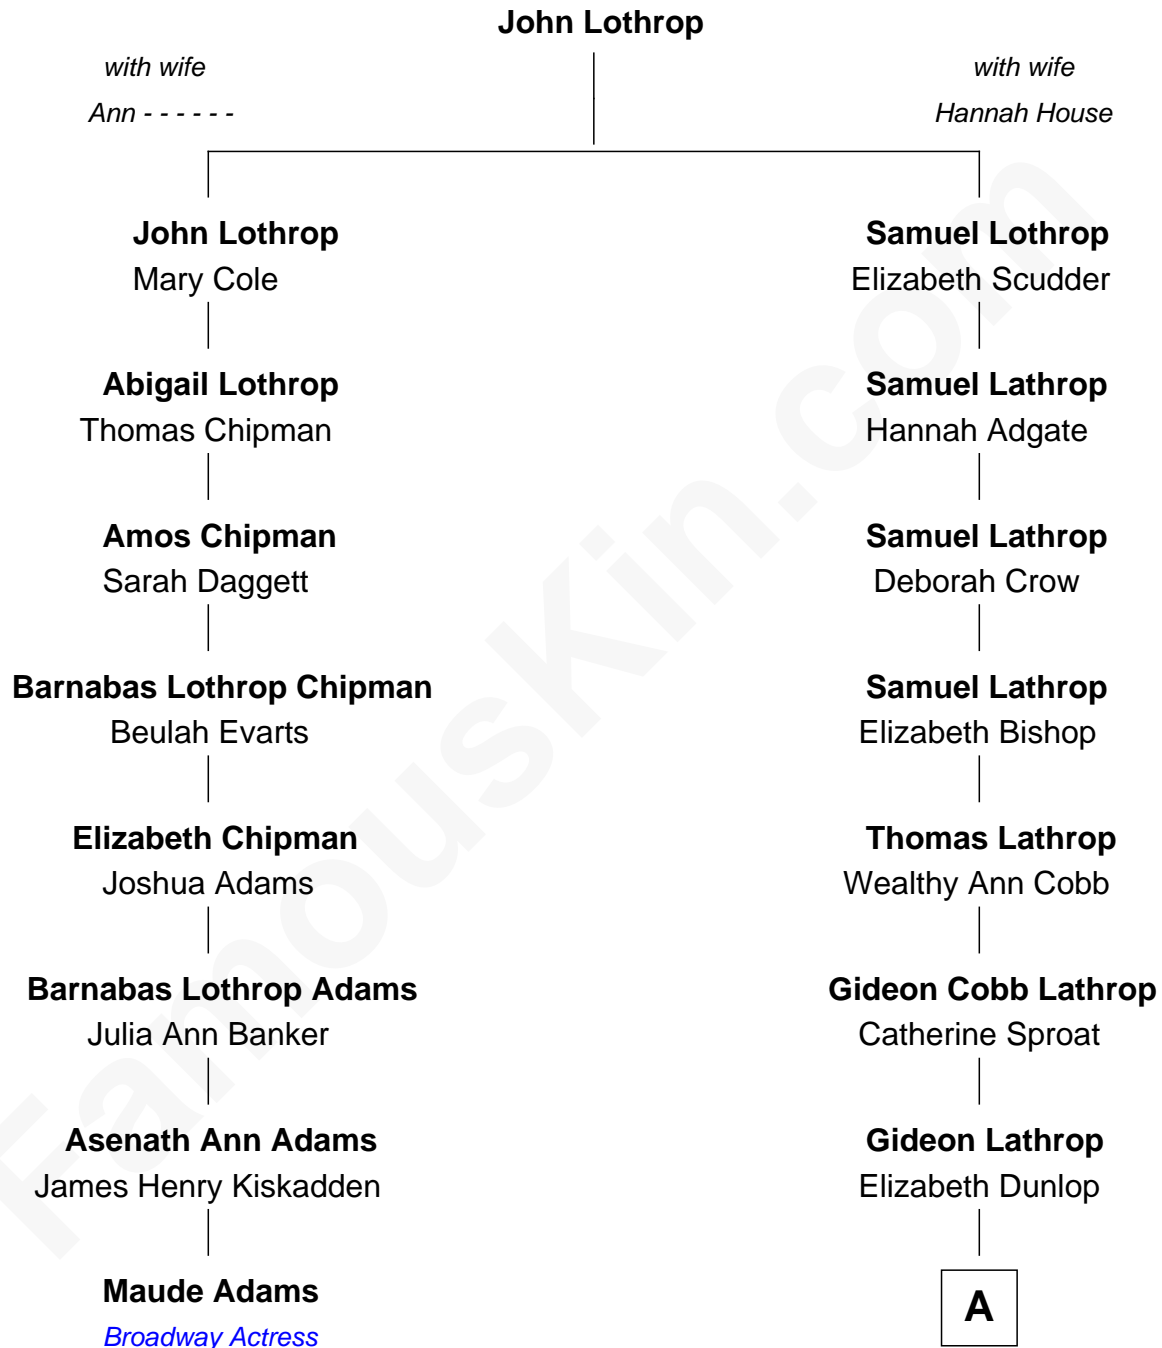 John Lothrop
with wife
Ann - - - - - -
with wife
Hannah House
John Lothrop
Mary Cole
Abigail Lothrop
Thomas Chipman
Amos Chipman
Sarah Daggett
Barnabas Lothrop Chipman
Beulah Evarts
Elizabeth Chipman
Joshua Adams
Barnabas Lothrop Adams
Julia Ann Banker
Asenath Ann Adams
James Henry Kiskadden
Maude Adams
Broadway Actress
Samuel Lothrop
Elizabeth Scudder
Samuel Lathrop
Hannah Adgate
Samuel Lathrop
Deborah Crow
Samuel Lathrop
Elizabeth Bishop
Thomas Lathrop
Wealthy Ann Cobb
Gideon Cobb Lathrop
Catherine Sproat
Gideon Lathrop
Elizabeth Dunlop
A
FamousKin.com